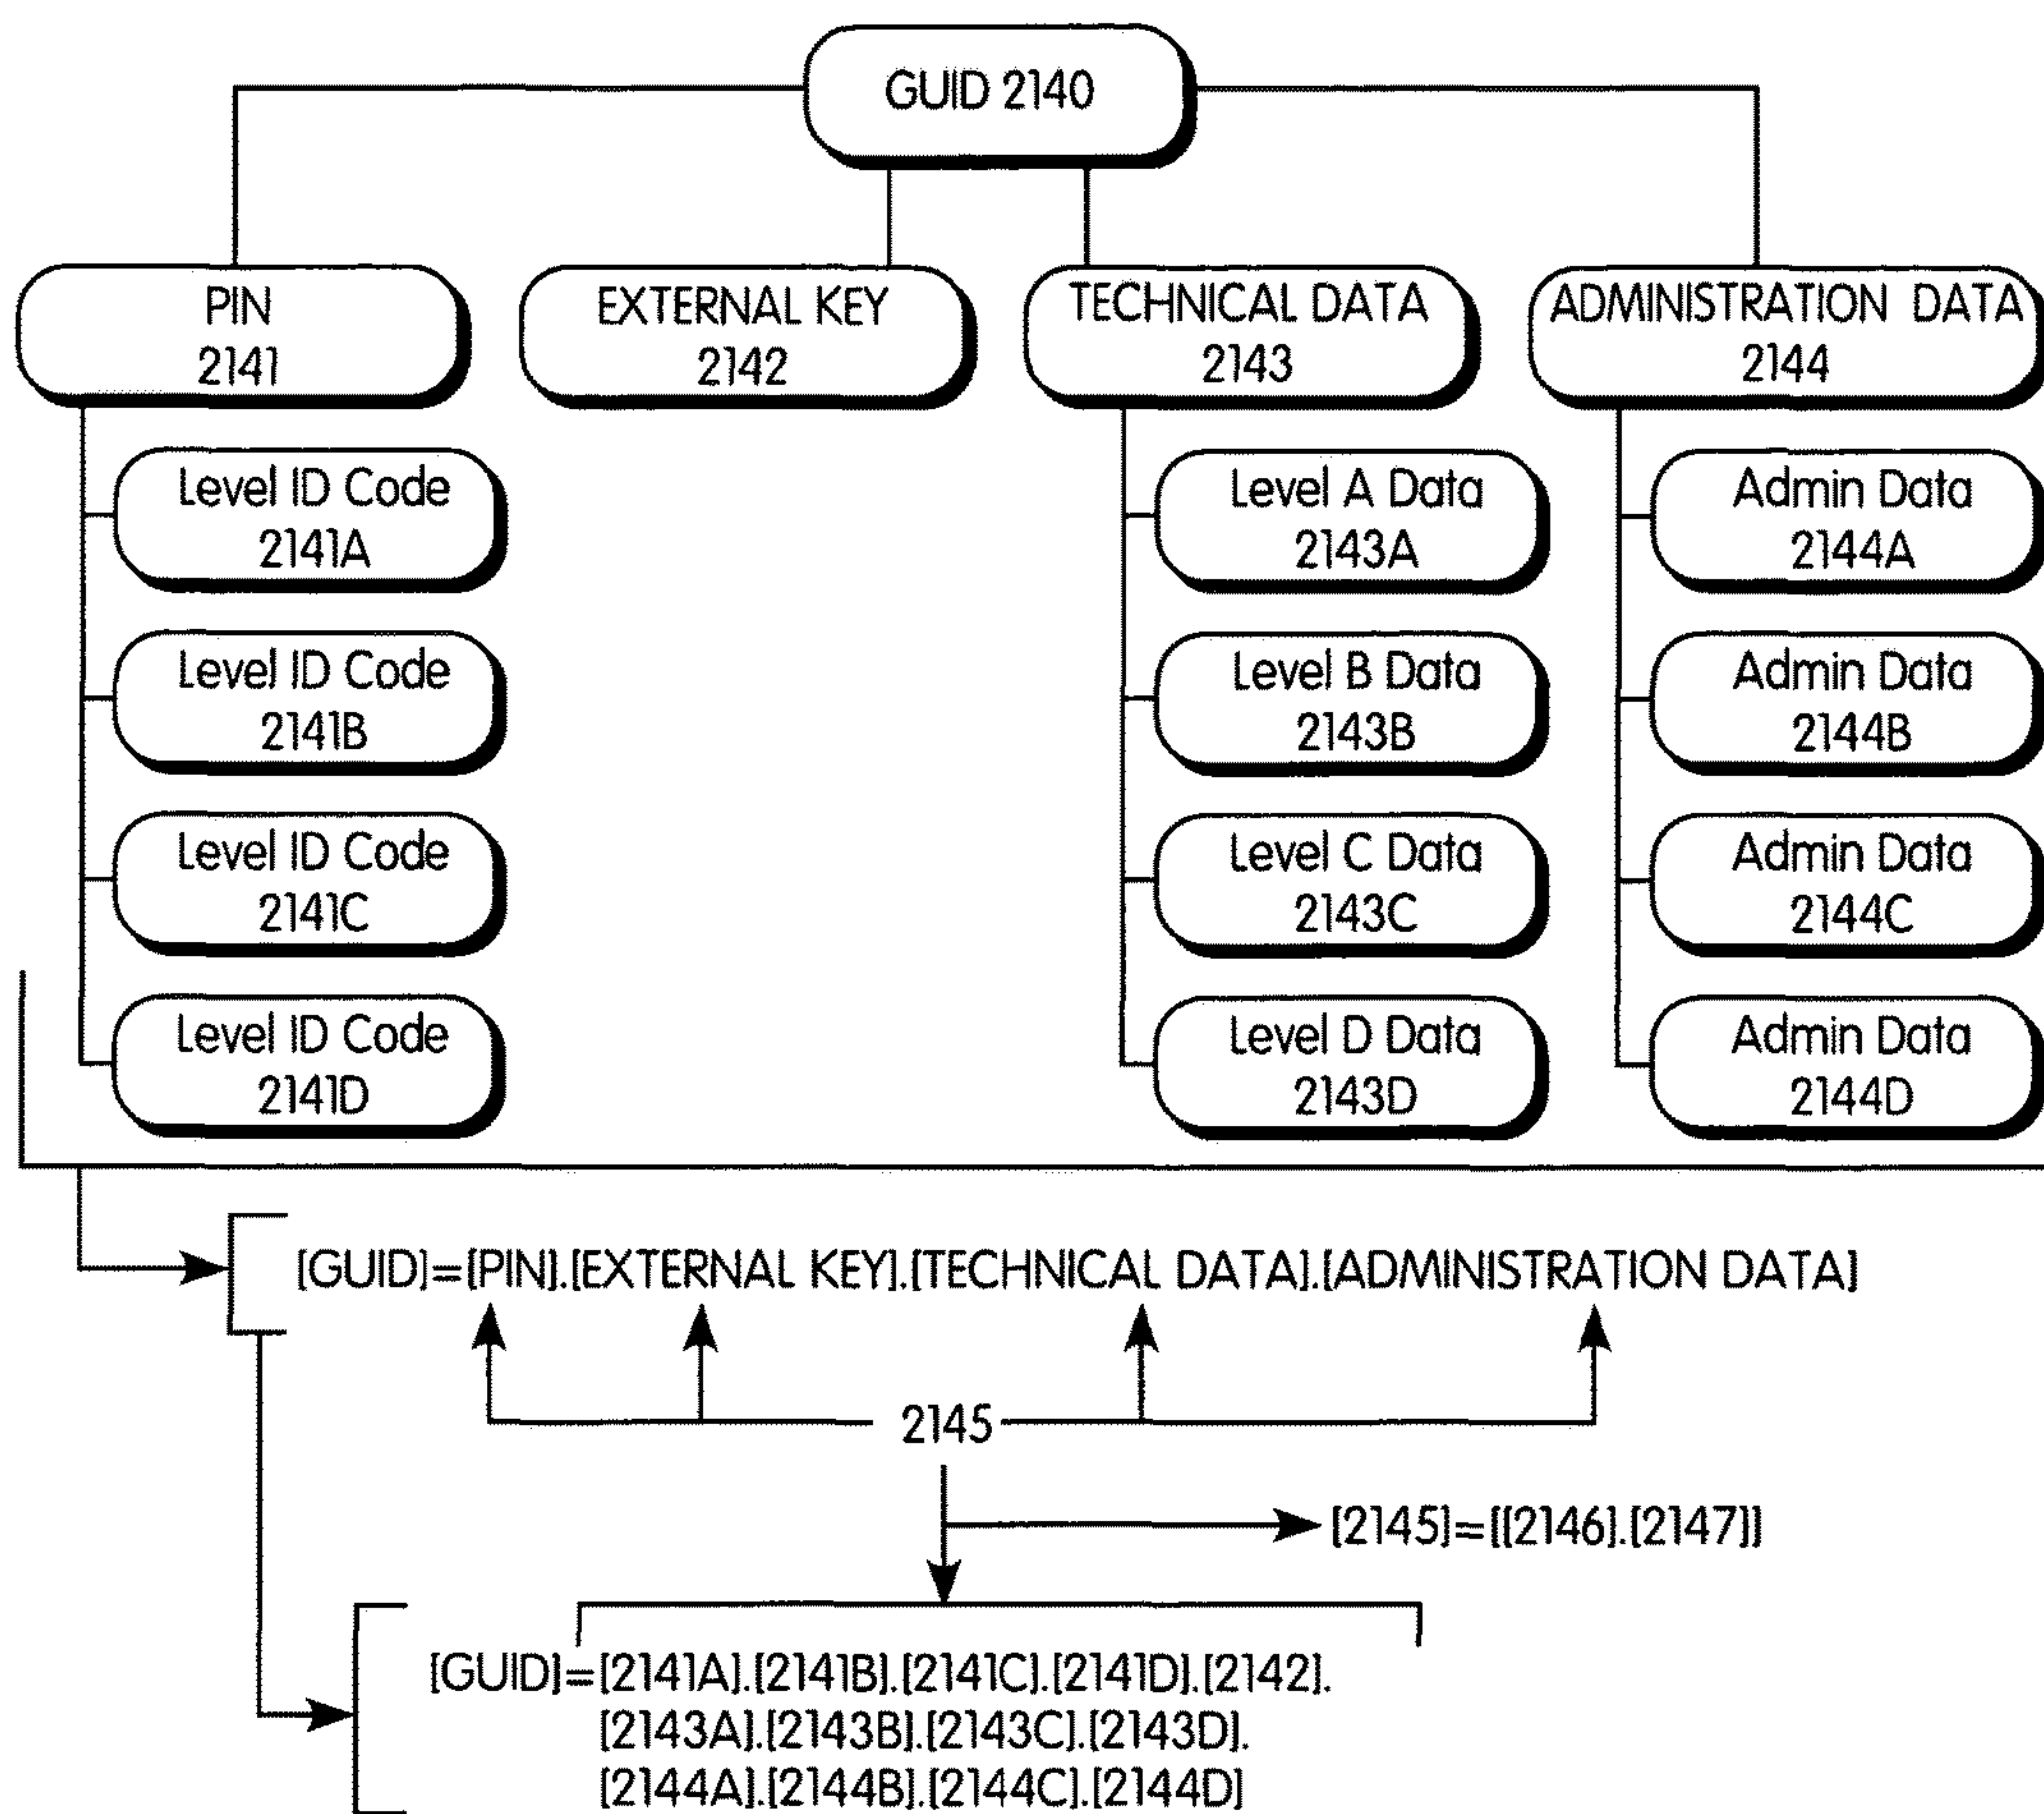 GUID 2140
PIN
2141
EXTERNAL KEY
2142
TECHNICAL DATA
2143
ADMINISTRATION DATA
2144
Level ID Code
2141A
Level A Data
2143A
Admin Data
2144A
Level ID Code
2141B
Level B Data
2143B
Admin Data
2144B
Level ID Code
2141C
Level C Data
2143C
Admin Data
2144C
Level ID Code
2141D
Level D Data
2143D
Admin Data
2144D
[GUID]=[PIN].[EXTERNAL KEY].[TECHNICAL DATA].[ADMINISTRATION DATA]
2145
[2145]=[[2146].[2147]]
[GUID]=[2141A].[2141B].[2141C].[2141D].[2142].
[2143A].[2143B].[2143C].[2143D].
[2144A].[2144B].[2144C].[2144D]